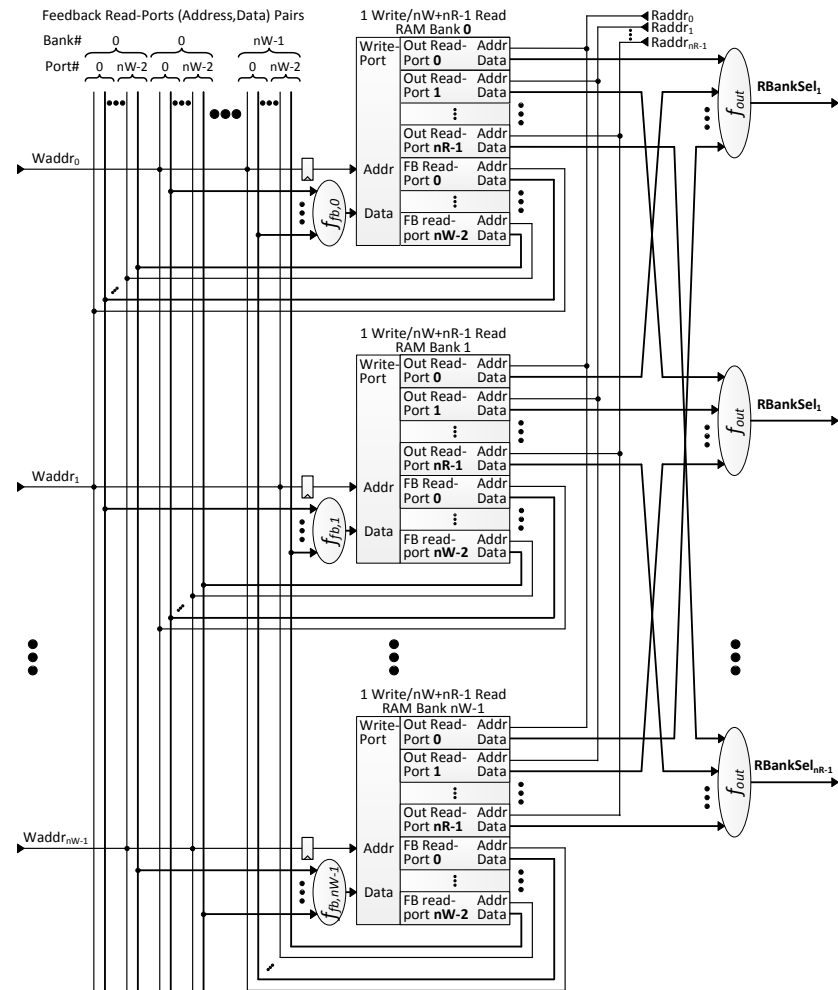 Feedback Read-Ports (Address,Data) Pairs
Bank# 0 0 nW-1
Port# 0 nW-2 0 nW-2 0 nW-2
1 Write/nW+nR-1 Read
RAM Bank 0
Write-Port
Out Read-Port 0 Addr Data
Out Read-Port 1 Addr Data
Out Read-Port nR-1 Addr Data
Addr
FB Read-Port 0 Addr Data
Data
FB read-port nW-2 Addr Data
Raddr0
Raddr1
RaddrnR-1
fout
RBankSel1
Waddr0
ffb,0
1 Write/nW+nR-1 Read
RAM Bank 1
Write-Port
Out Read-Port 0 Addr Data
Out Read-Port 1 Addr Data
Out Read-Port nR-1 Addr Data
Addr
FB Read-Port 0 Addr Data
Data
FB read-port nW-2 Addr Data
fout
RBankSel1
Waddr1
ffb,1
1 Write/nW+nR-1 Read
RAM Bank nW-1
Write-Port
Out Read-Port 0 Addr Data
Out Read-Port 1 Addr Data
Out Read-Port nR-1 Addr Data
Addr
FB Read-Port 0 Addr Data
Data
FB read-port nW-2 Addr Data
fout
RBankSelnR-1
WaddrnW-1
ffb,nW-1